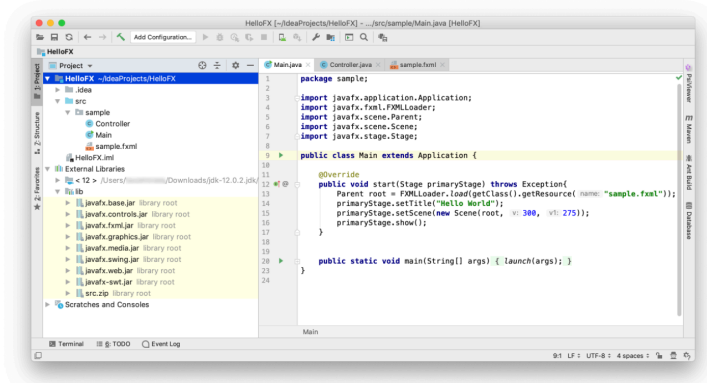 HelloFX [~/IdeaProjects/HelloFX] - .../src/sample/Main.java [HelloFX]
Add Configuration...
HelloFX
Project
Main.java
Controller.java
sample.fxml
1: Project
2: Structure
2: Favorites
HelloFX ~/IdeaProjects/HelloFX
.idea
src
sample
Controller
Main
sample.fxml
HelloFX.iml
External Libraries
< 12 > /Users/ /Downloads/jdk-12.0.2.jdk/
lib
javafx.base.jar library root
javafx.controls.jar library root
javafx.fxml.jar library root
javafx.graphics.jar library root
javafx.media.jar library root
javafx.swing.jar library root
javafx.web.jar library root
javafx-swt.jar library root
src.zip library root
Scratches and Consoles
1 package sample;
2
3 import javafx.application.Application;
4 import javafx.fxml.FXMLLoader;
5 import javafx.scene.Parent;
6 import javafx.scene.Scene;
7 import javafx.stage.Stage;
8
9 public class Main extends Application {
10
11 @Override
12 @ public void start(Stage primaryStage) throws Exception{
13 Parent root = FXMLLoader.load(getClass().getResource( name: "sample.fxml"));
14 primaryStage.setTitle("Hello World");
15 primaryStage.setScene(new Scene(root, v: 300, v1: 275));
16 primaryStage.show();
17 }
18
19
20 public static void main(String[] args) { launch(args); }
23 }
24
Main
PsiViewer
m Maven
Ant Build
Database
Terminal
6: TODO
Event Log
9:1 LF UTF-8 4 spaces